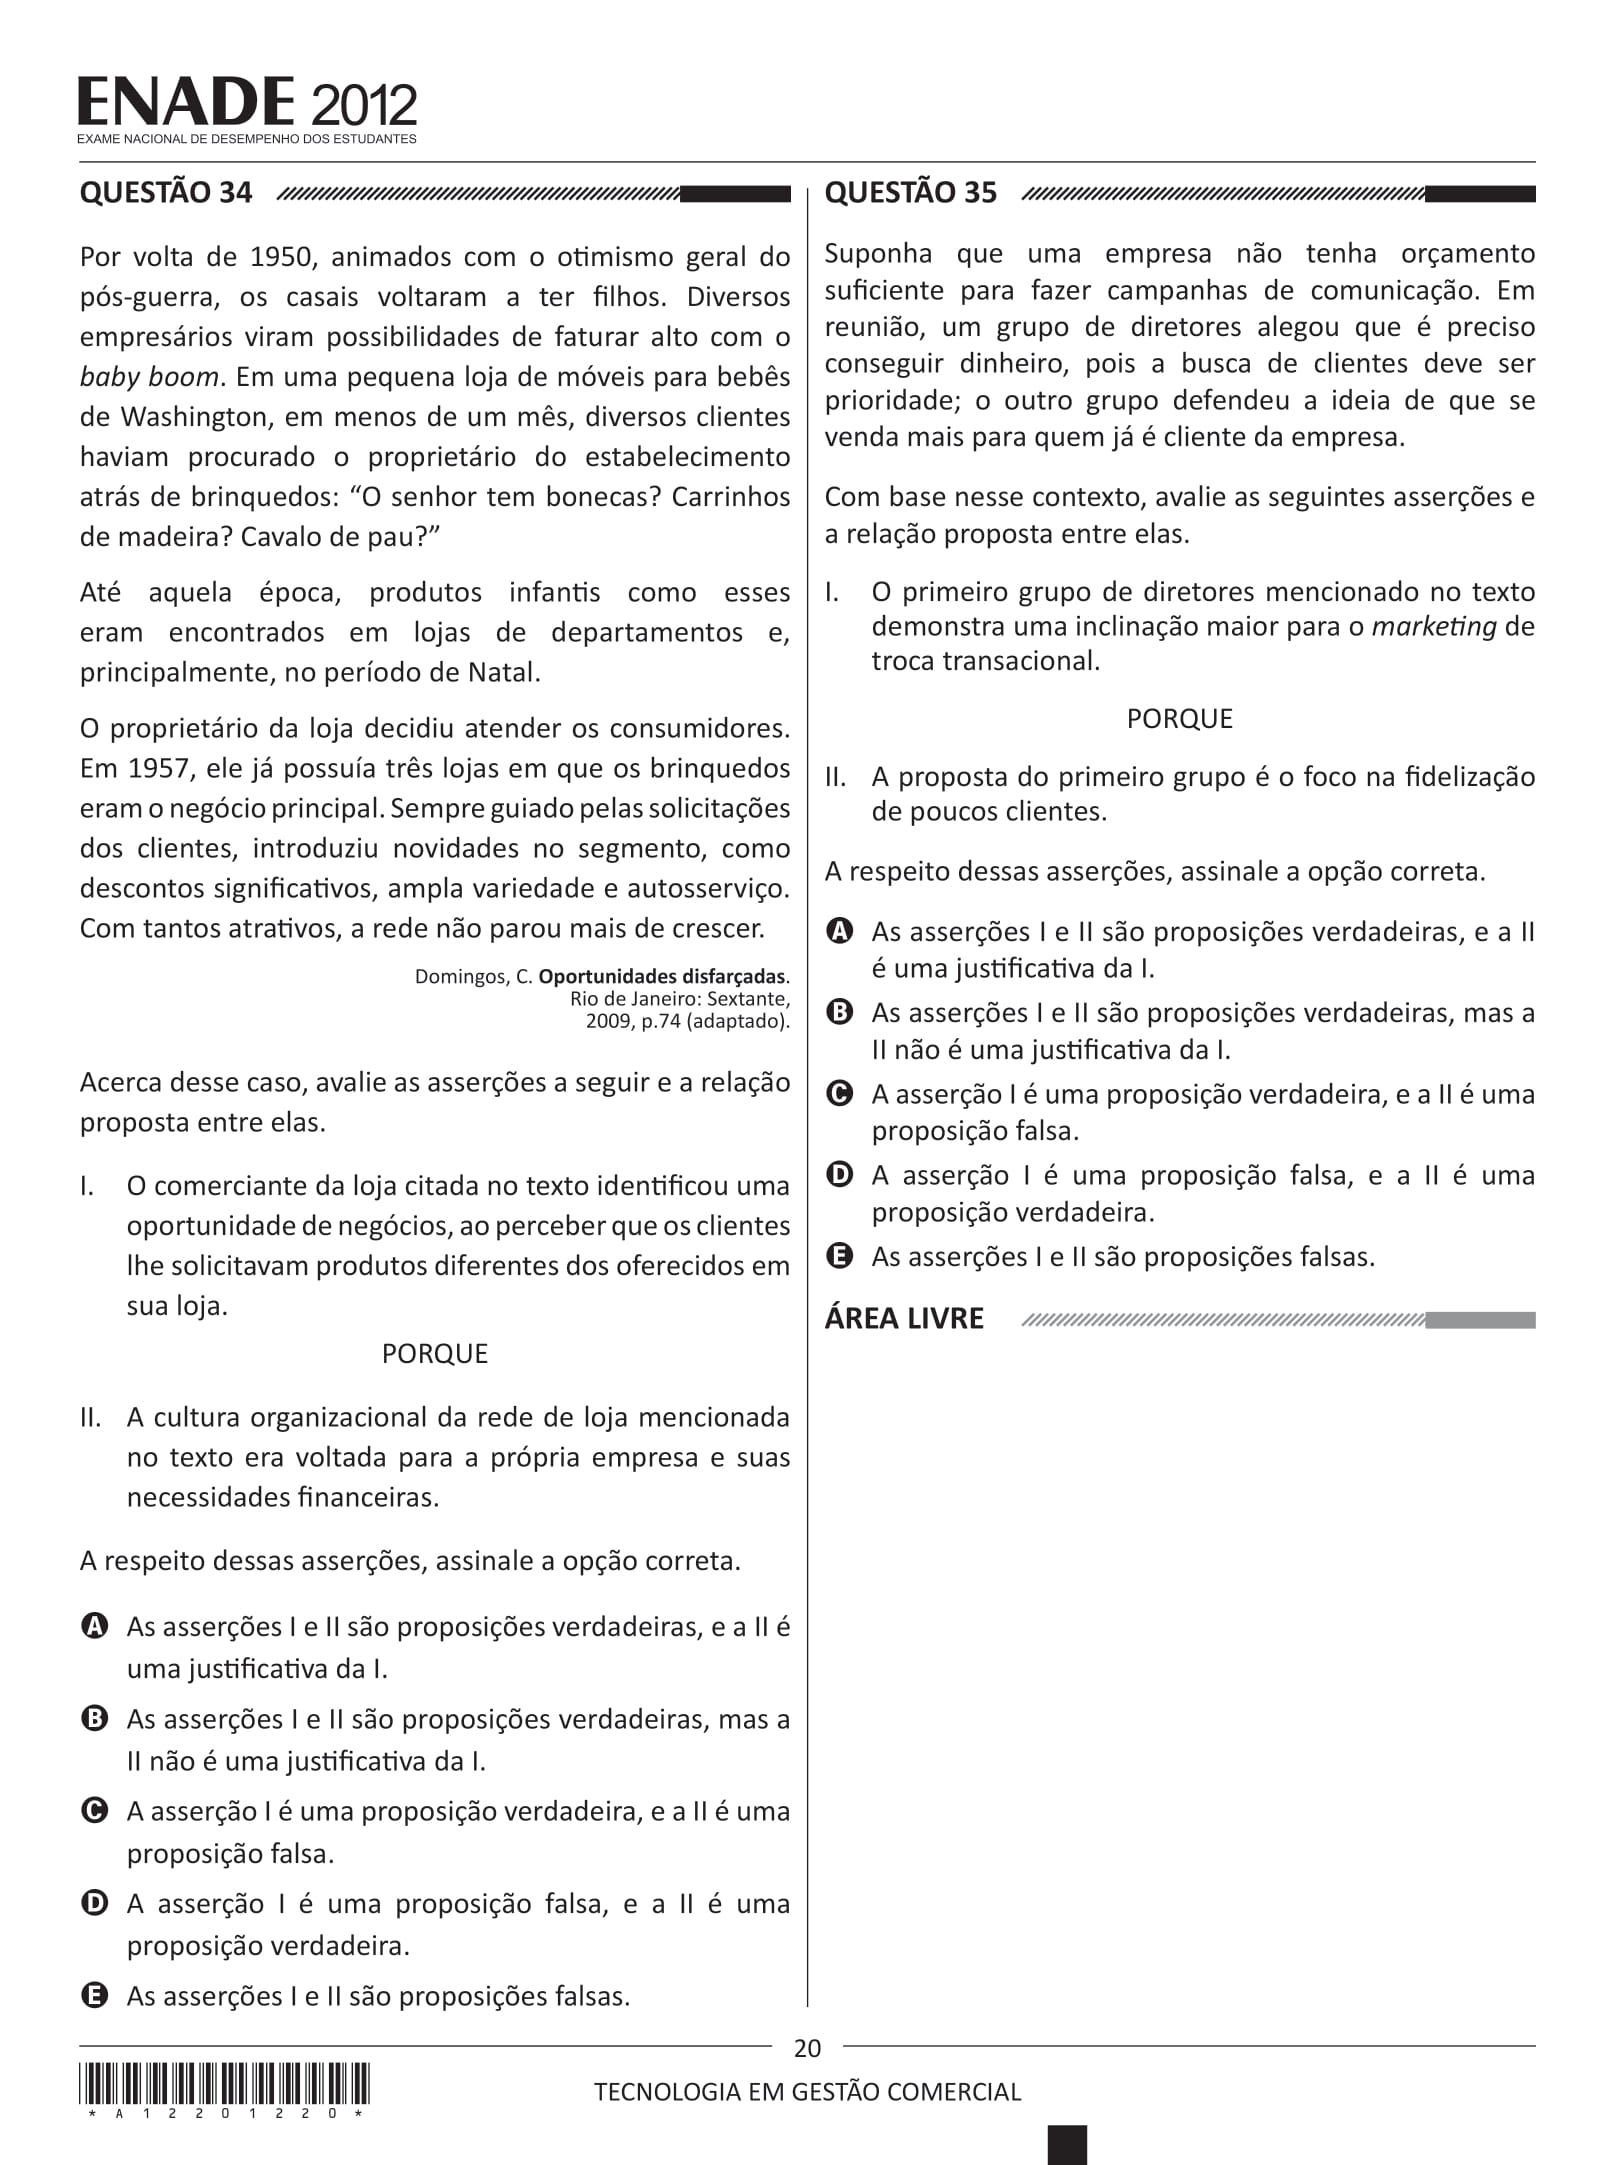 ENADE 2012
EXAME NACIONAL DE DESEMPENHO DOS ESTUDANTES
QUESTÃO 34
Por volta de 1950, animados com o otimismo geral do
pós-guerra, os casais voltaram a ter filhos. Diversos
empresários viram possibilidades de faturar alto com o
baby boom. Em uma pequena loja de móveis para bebês
de Washington, em menos de um mês, diversos clientes
haviam procurado o proprietário do estabelecimento
atrás de brinquedos: “O senhor tem bonecas? Carrinhos
de madeira? Cavalo de pau?”
Até aquela época, produtos infantis como esses
eram encontrados em lojas de departamentos e,
principalmente, no período de Natal.
O proprietário da loja decidiu atender os consumidores.
Em 1957, ele já possuía três lojas em que os brinquedos
eram o negócio principal. Sempre guiado pelas solicitações
dos clientes, introduziu novidades no segmento, como
descontos significativos, ampla variedade e autosserviço.
Com tantos atrativos, a rede não parou mais de crescer.
Domingos, C. Oportunidades disfarçadas.
Rio de Janeiro: Sextante,
2009, p.74 (adaptado).
Acerca desse caso, avalie as asserções a seguir e a relação
proposta entre elas.
I. O comerciante da loja citada no texto identificou uma
oportunidade de negócios, ao perceber que os clientes
lhe solicitavam produtos diferentes dos oferecidos em
sua loja.
PORQUE
II. A cultura organizacional da rede de loja mencionada
no texto era voltada para a própria empresa e suas
necessidades financeiras.
A respeito dessas asserções, assinale a opção correta.
A As asserções I e II são proposições verdadeiras, e a II é
uma justificativa da I.
B As asserções I e II são proposições verdadeiras, mas a
II não é uma justificativa da I.
C A asserção I é uma proposição verdadeira, e a II é uma
proposição falsa.
D A asserção I é uma proposição falsa, e a II é uma
proposição verdadeira.
E As asserções I e II são proposições falsas.
QUESTÃO 35
Suponha que uma empresa não tenha orçamento
suficiente para fazer campanhas de comunicação. Em
reunião, um grupo de diretores alegou que é preciso
conseguir dinheiro, pois a busca de clientes deve ser
prioridade; o outro grupo defendeu a ideia de que se
venda mais para quem já é cliente da empresa.
Com base nesse contexto, avalie as seguintes asserções e
a relação proposta entre elas.
I. O primeiro grupo de diretores mencionado no texto
demonstra uma inclinação maior para o marketing de
troca transacional.
PORQUE
II. A proposta do primeiro grupo é o foco na fidelização
de poucos clientes.
A respeito dessas asserções, assinale a opção correta.
A As asserções I e II são proposições verdadeiras, e a II
é uma justificativa da I.
B As asserções I e II são proposições verdadeiras, mas a
II não é uma justificativa da I.
C A asserção I é uma proposição verdadeira, e a II é uma
proposição falsa.
D A asserção I é uma proposição falsa, e a II é uma
proposição verdadeira.
E As asserções I e II são proposições falsas.
ÁREA LIVRE
20
TECNOLOGIA EM GESTÃO COMERCIAL
* A 1 2 2 0 1 2 2 0 *